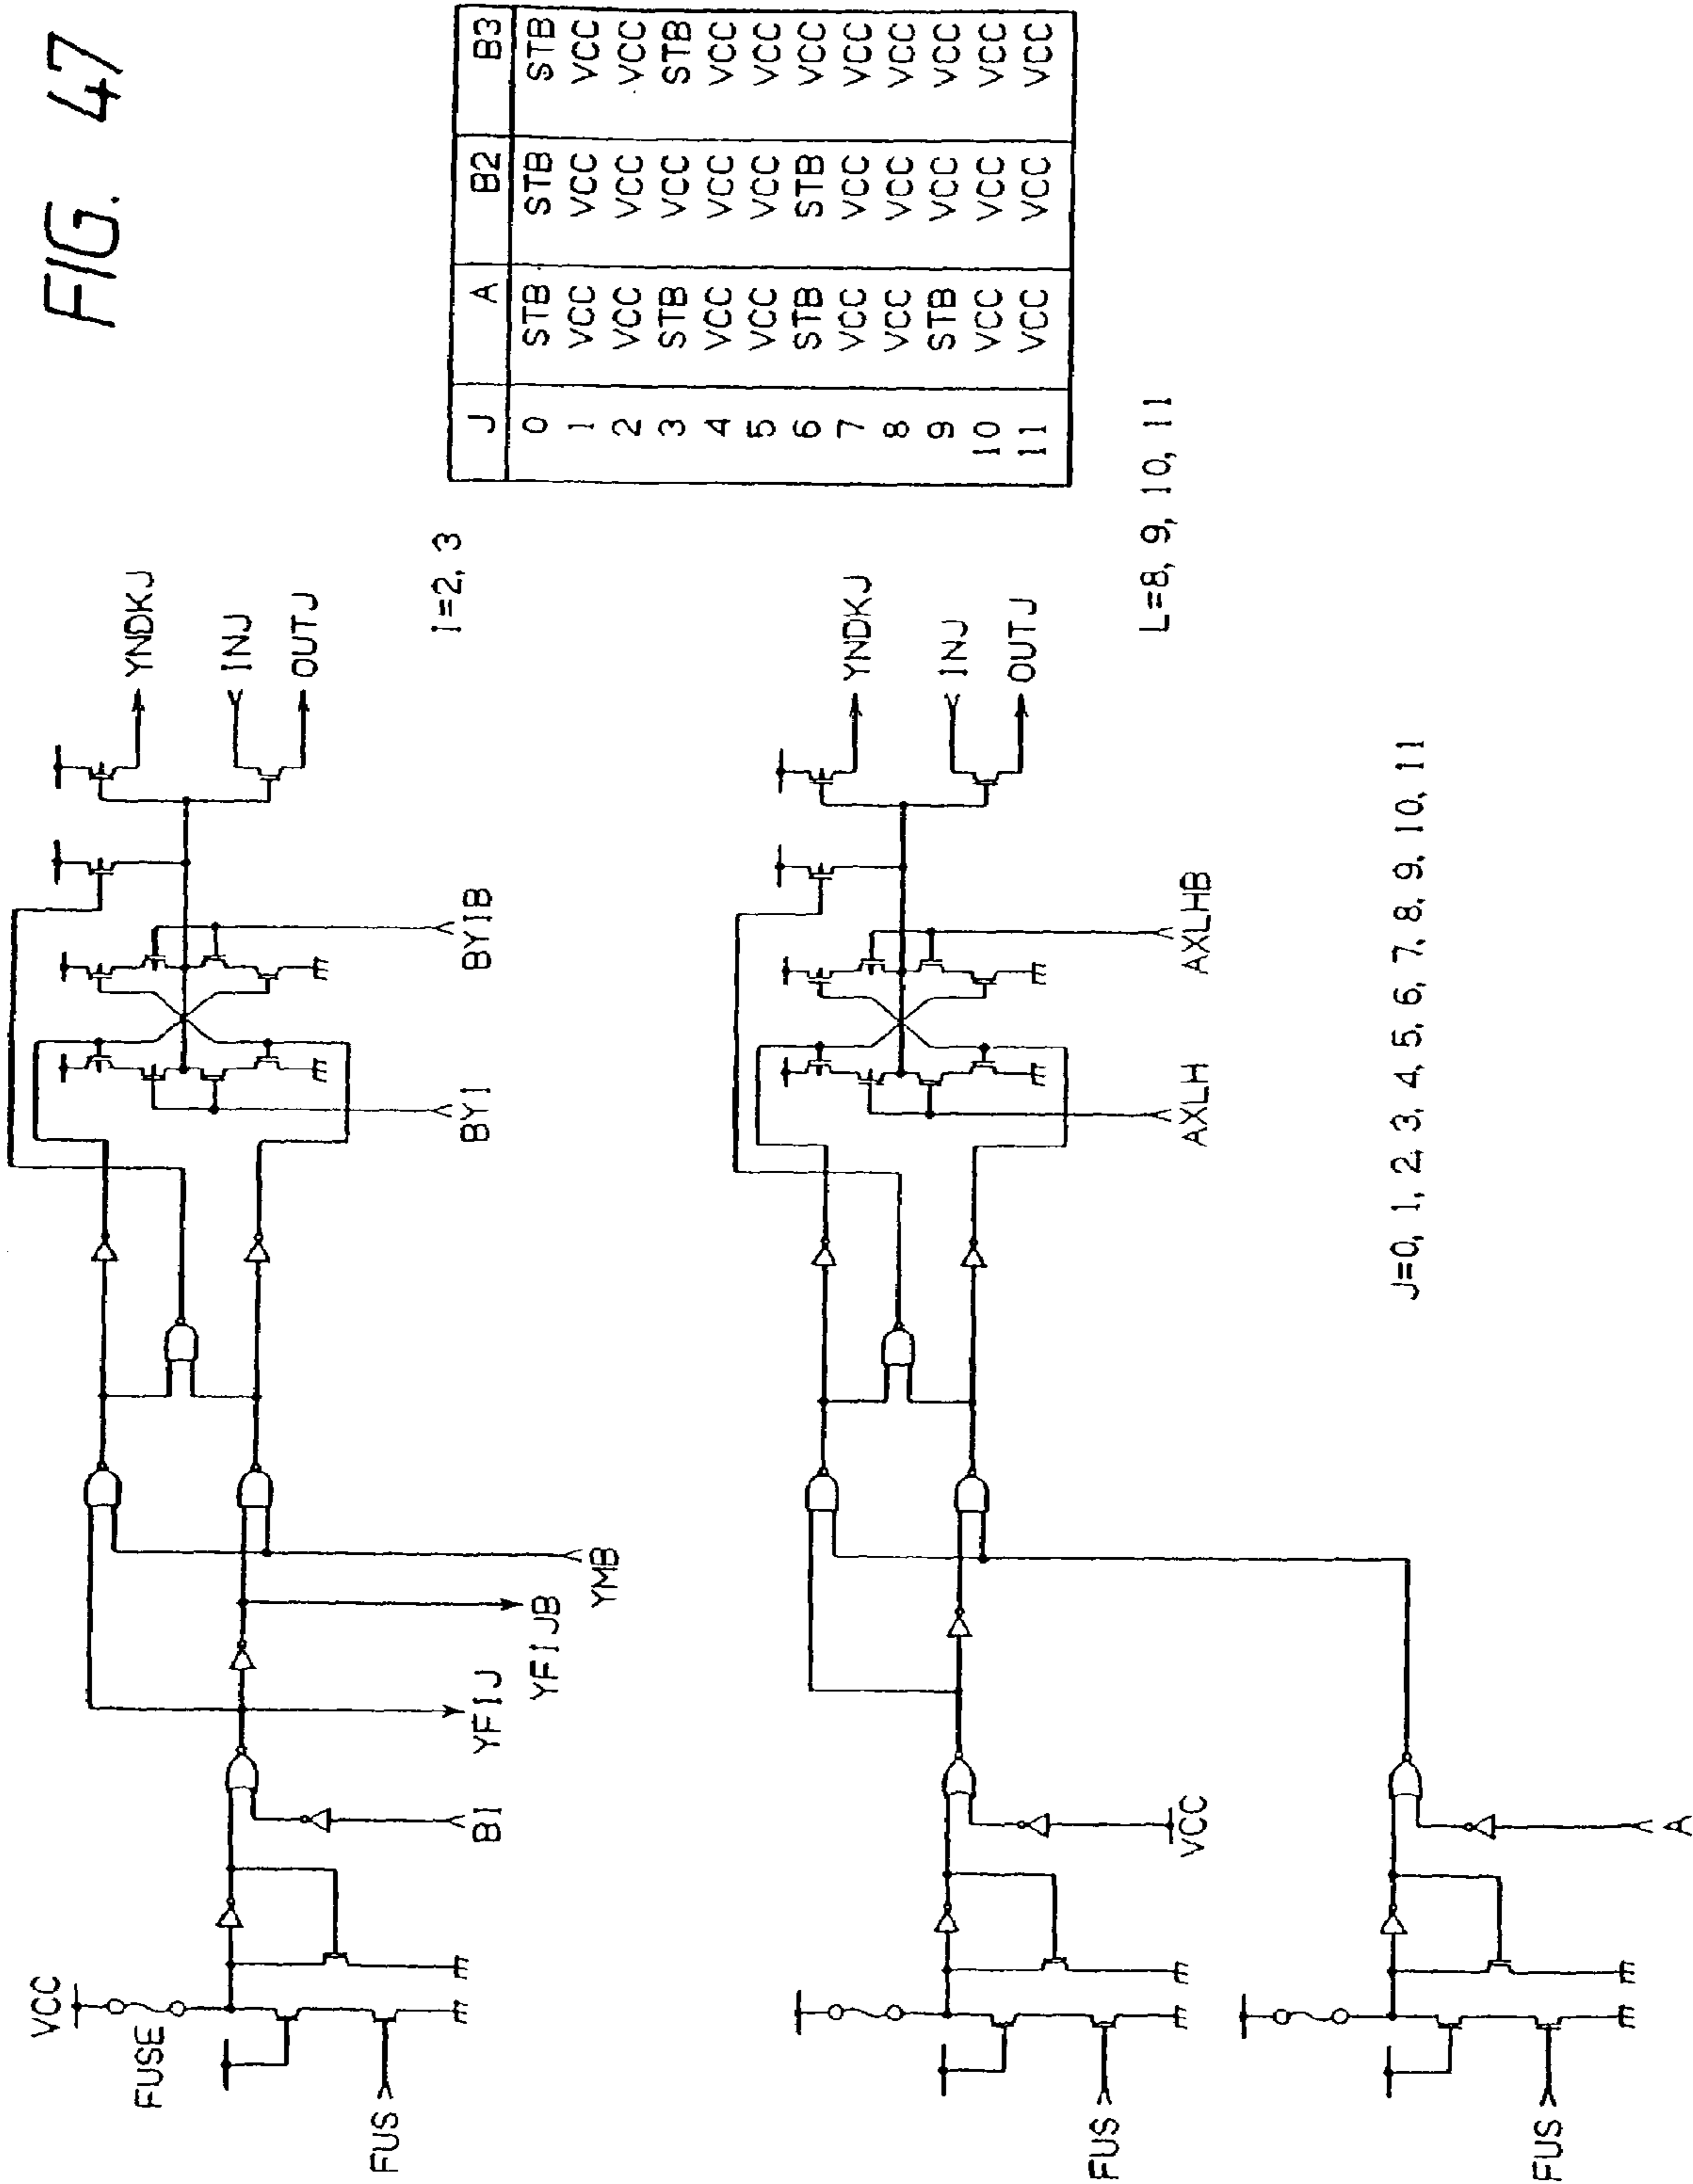 FIG. 47
VCC
FUSE
FUS
BI
YFIJ
YFIJB
YMB
BYI
BYIB
YNDKJ
INJ
OUTJ
I=2, 3
J A B2 B3
0 STB STB STB
1 VCC VCC VCC
2 VCC VCC VCC
3 STB VCC STB
4 VCC VCC VCC
5 VCC VCC VCC
6 STB STB VCC
7 VCC VCC VCC
8 VCC VCC VCC
9 STB VCC VCC
10 VCC VCC VCC
11 VCC VCC VCC
FUS
VCC
AXLH
AXLHB
YNDKJ
INJ
OUTJ
L=8, 9, 10, 11
FUS
A
J=0, 1, 2, 3, 4, 5, 6, 7, 8, 9, 10, 11